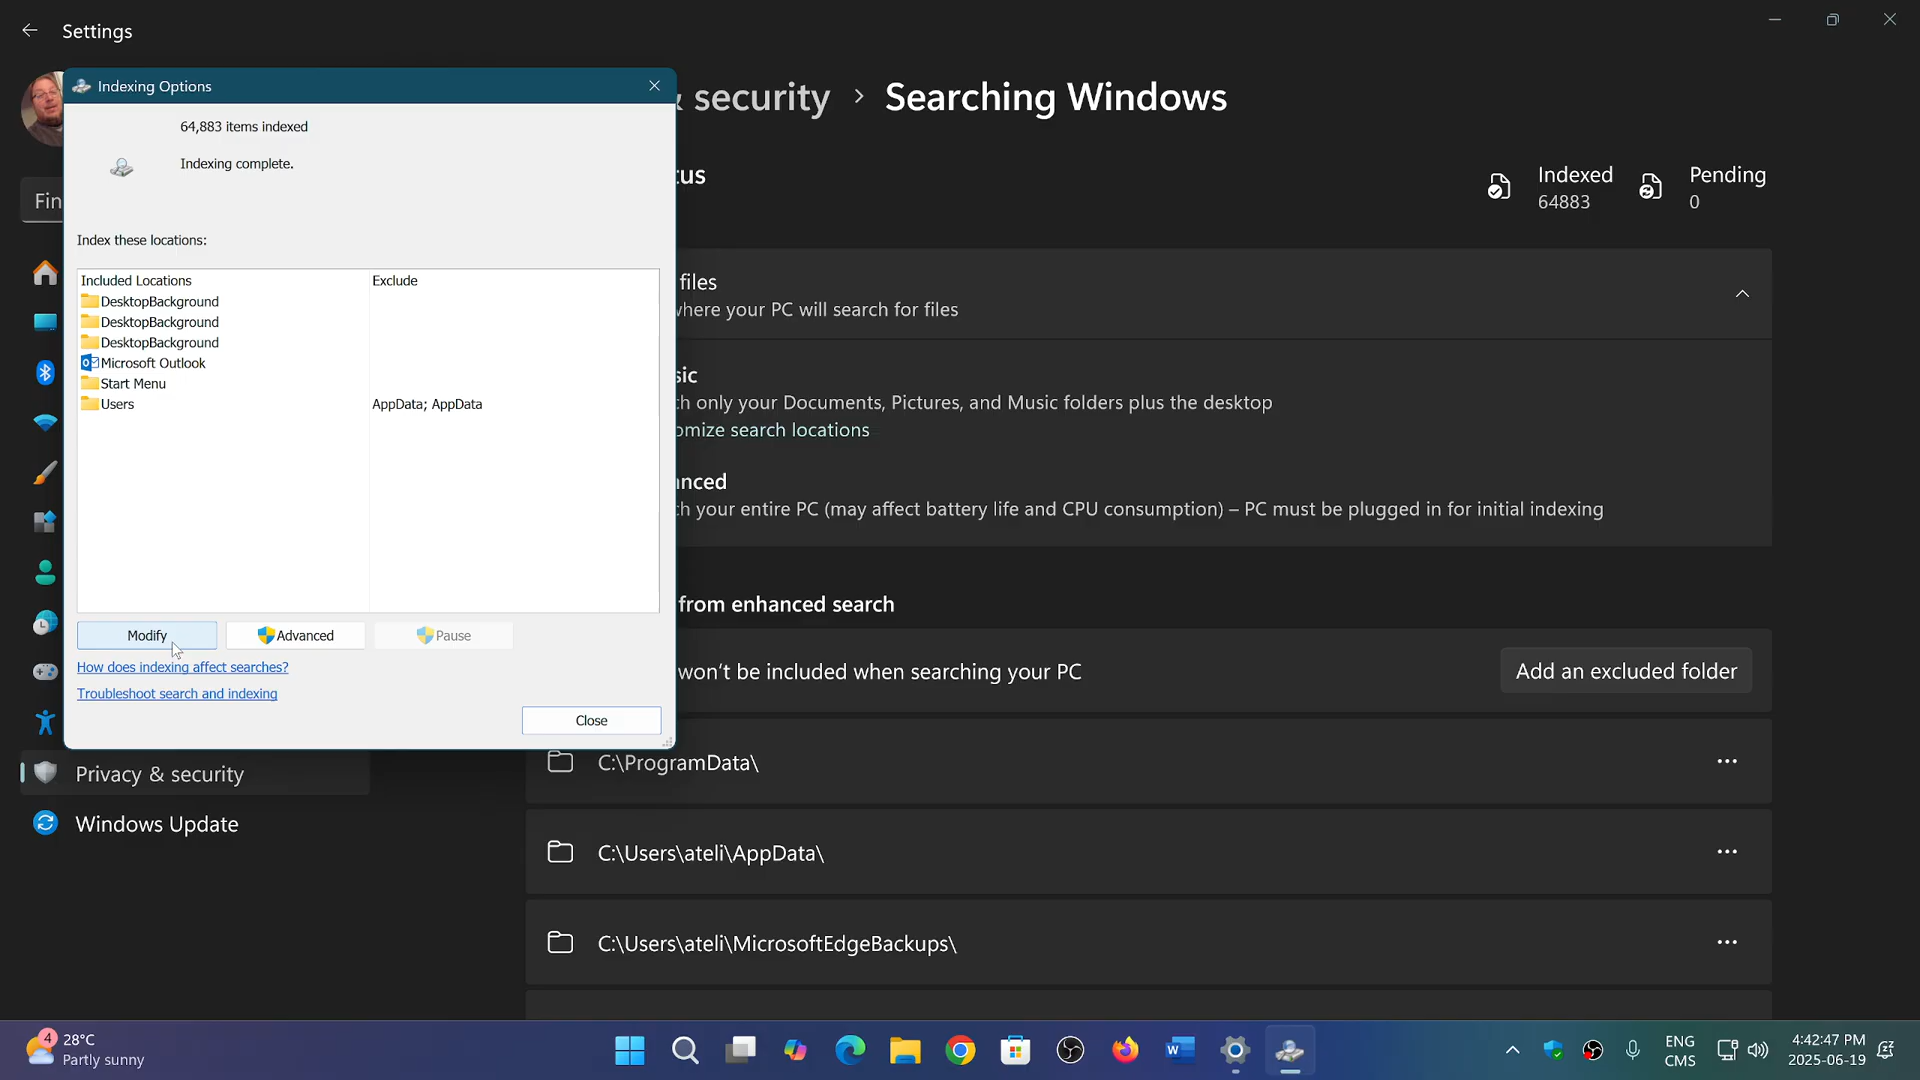 Settings
Indexing Options
64,883 items indexed
Indexing complete.
Index these locations:
Included Locations
Exclude
DesktopBackground
DesktopBackground
DesktopBackground
Microsoft Outlook
Start Menu
Users
AppData; AppData
Modify
Advanced
Pause
How does indexing affect searches?
Troubleshoot search and indexing
Close
Fin
Privacy & security
Windows Update
& security > Searching Windows
tus
Indexed
64883
Pending
0
files
where your PC will search for files
sic
ch only your Documents, Pictures, and Music folders plus the desktop
omize search locations
anced
ch your entire PC (may affect battery life and CPU consumption) – PC must be plugged in for initial indexing
from enhanced search
won't be included when searching your PC
Add an excluded folder
C:\ProgramData\
C:\Users\ateli\AppData\
C:\Users\ateli\MicrosoftEdgeBackups\
4
28°C
Partly sunny
ENG
CMS
4:42:47 PM
2025-06-19